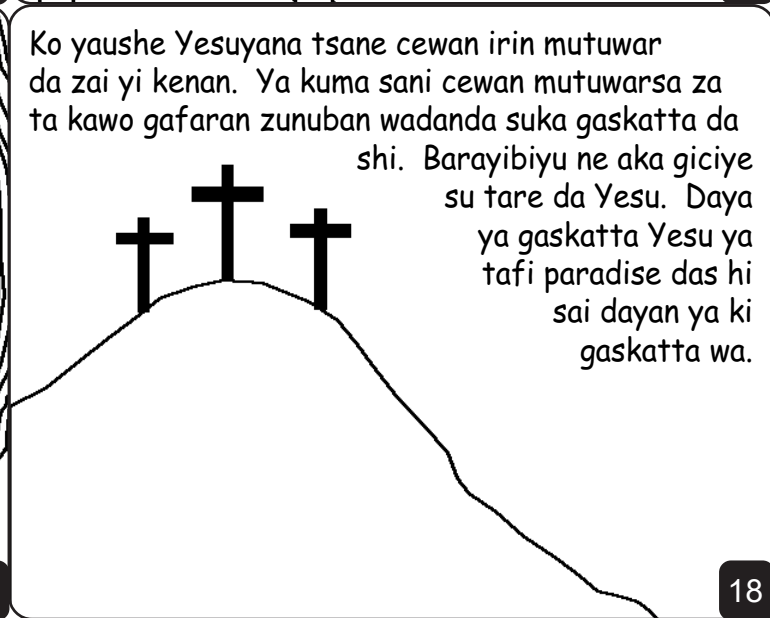 Ko yaushe Yesuyana tsane cewan irin mutuwar
da zai yi kenan. Ya kuma sani cewan mutuwarsa za
ta kawo gafaran zunuban wadanda suka gaskatta da
shi. Barayibiyu ne aka giciye
su tare da Yesu. Daya
ya gaskatta Yesu ya
tafi paradise das hi
sai dayan ya ki
gaskatta wa.
18